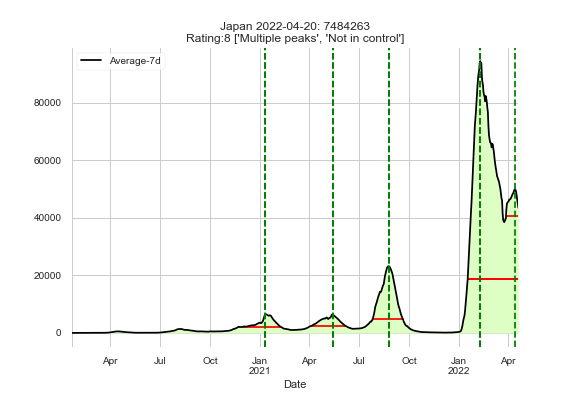 Japan 2022-04-20: 7484263
Rating:8 ['Multiple peaks', 'Not in control']
Average-7d
80000
60000
40000
20000
0
Apr Jul Oct Jan Apr Jul Oct Jan Apr
2021 2022
Date